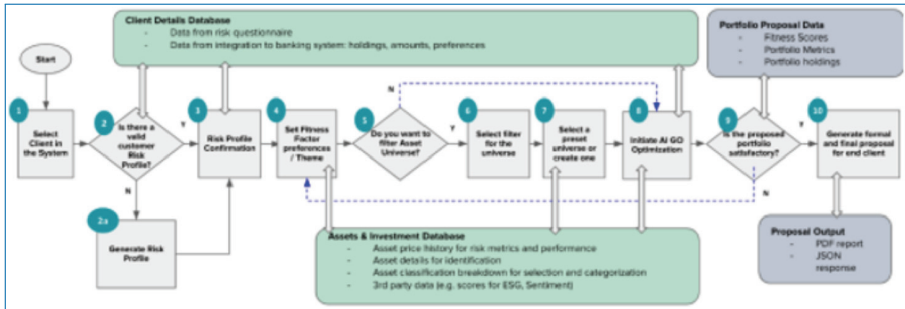 Client Details Database
- Data from risk questionnaire
- Data from integration to banking system: holdings, amounts, preferences
Portfolio Proposal Data
- Fitness Scores
- Portfolio Metrics
- Portfolio holdings
Start
1
Select
Client in
the System
2
Is there a
valid
customer
Risk
Profile?
Y
N
2a
Generate Risk
Profile
3
Risk Profile
Confirmation
4
Set Fitness
Factor
preferences
/ Theme
5
Do you want to
filter Asset
Universe?
N
Y
6
Select filter
for the
universe
7
Select a
preset
universe or
create one
8
Initiate AI GO
Optimization
9
Is the proposed
portfolio
satisfactory?
Y
N
10
Generate formal
and final proposal
for end client
Assets & Investment Database
- Asset price history for risk metrics and performance
- Asset details for identification
- Asset classification breakdown for selection and categorization
- 3rd party data (e.g. scores for ESG, Sentiment)
Proposal Output
- PDF report
- JSON
response